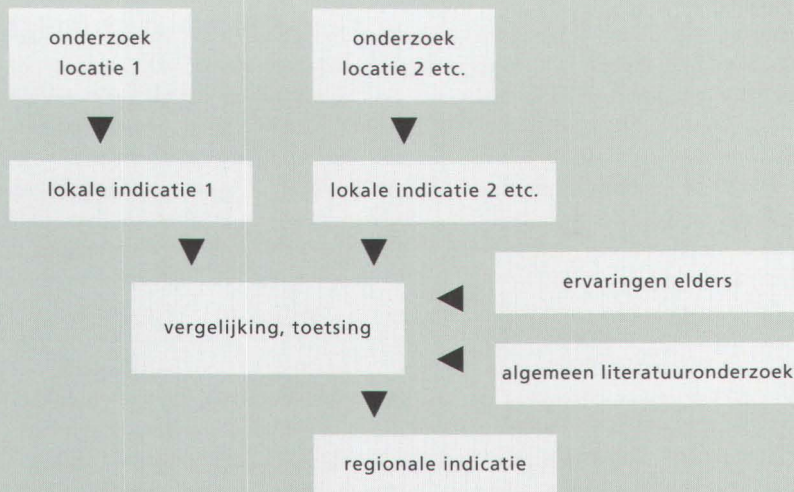 onderzoek
locatie 1
onderzoek
locatie 2 etc.
lokale indicatie 1
lokale indicatie 2 etc.
ervaringen elders
vergelijking, toetsing
algemeen literatuuronderzoek
regionale indicatie